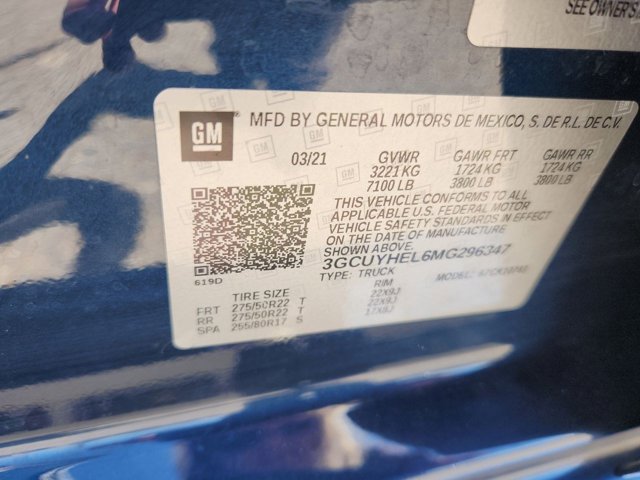 SEE OWNER'S
GM MFD BY GENERAL MOTORS DE MEXICO, S. DE R.L. DE C.V.
03/21 GVWR GAWR FRT GAWR RR
3221 KG 1724 KG 1724 KG
7100 LB 3800 LB 3800 LB
THIS VEHICLE CONFORMS TO ALL
APPLICABLE U.S. FEDERAL MOTOR
VEHICLE SAFETY STANDARDS IN EFFECT
ON THE DATE OF MANUFACTURE
SHOWN ABOVE.
3GCUYHEL6MG296347
619D
TYPE: TRUCK MODEL:
TIRE SIZE RIM
FRT 275/50R22 T 22X9J
RR 275/50R22 T 22X9J
SPA 255/80R17 S 17X8J